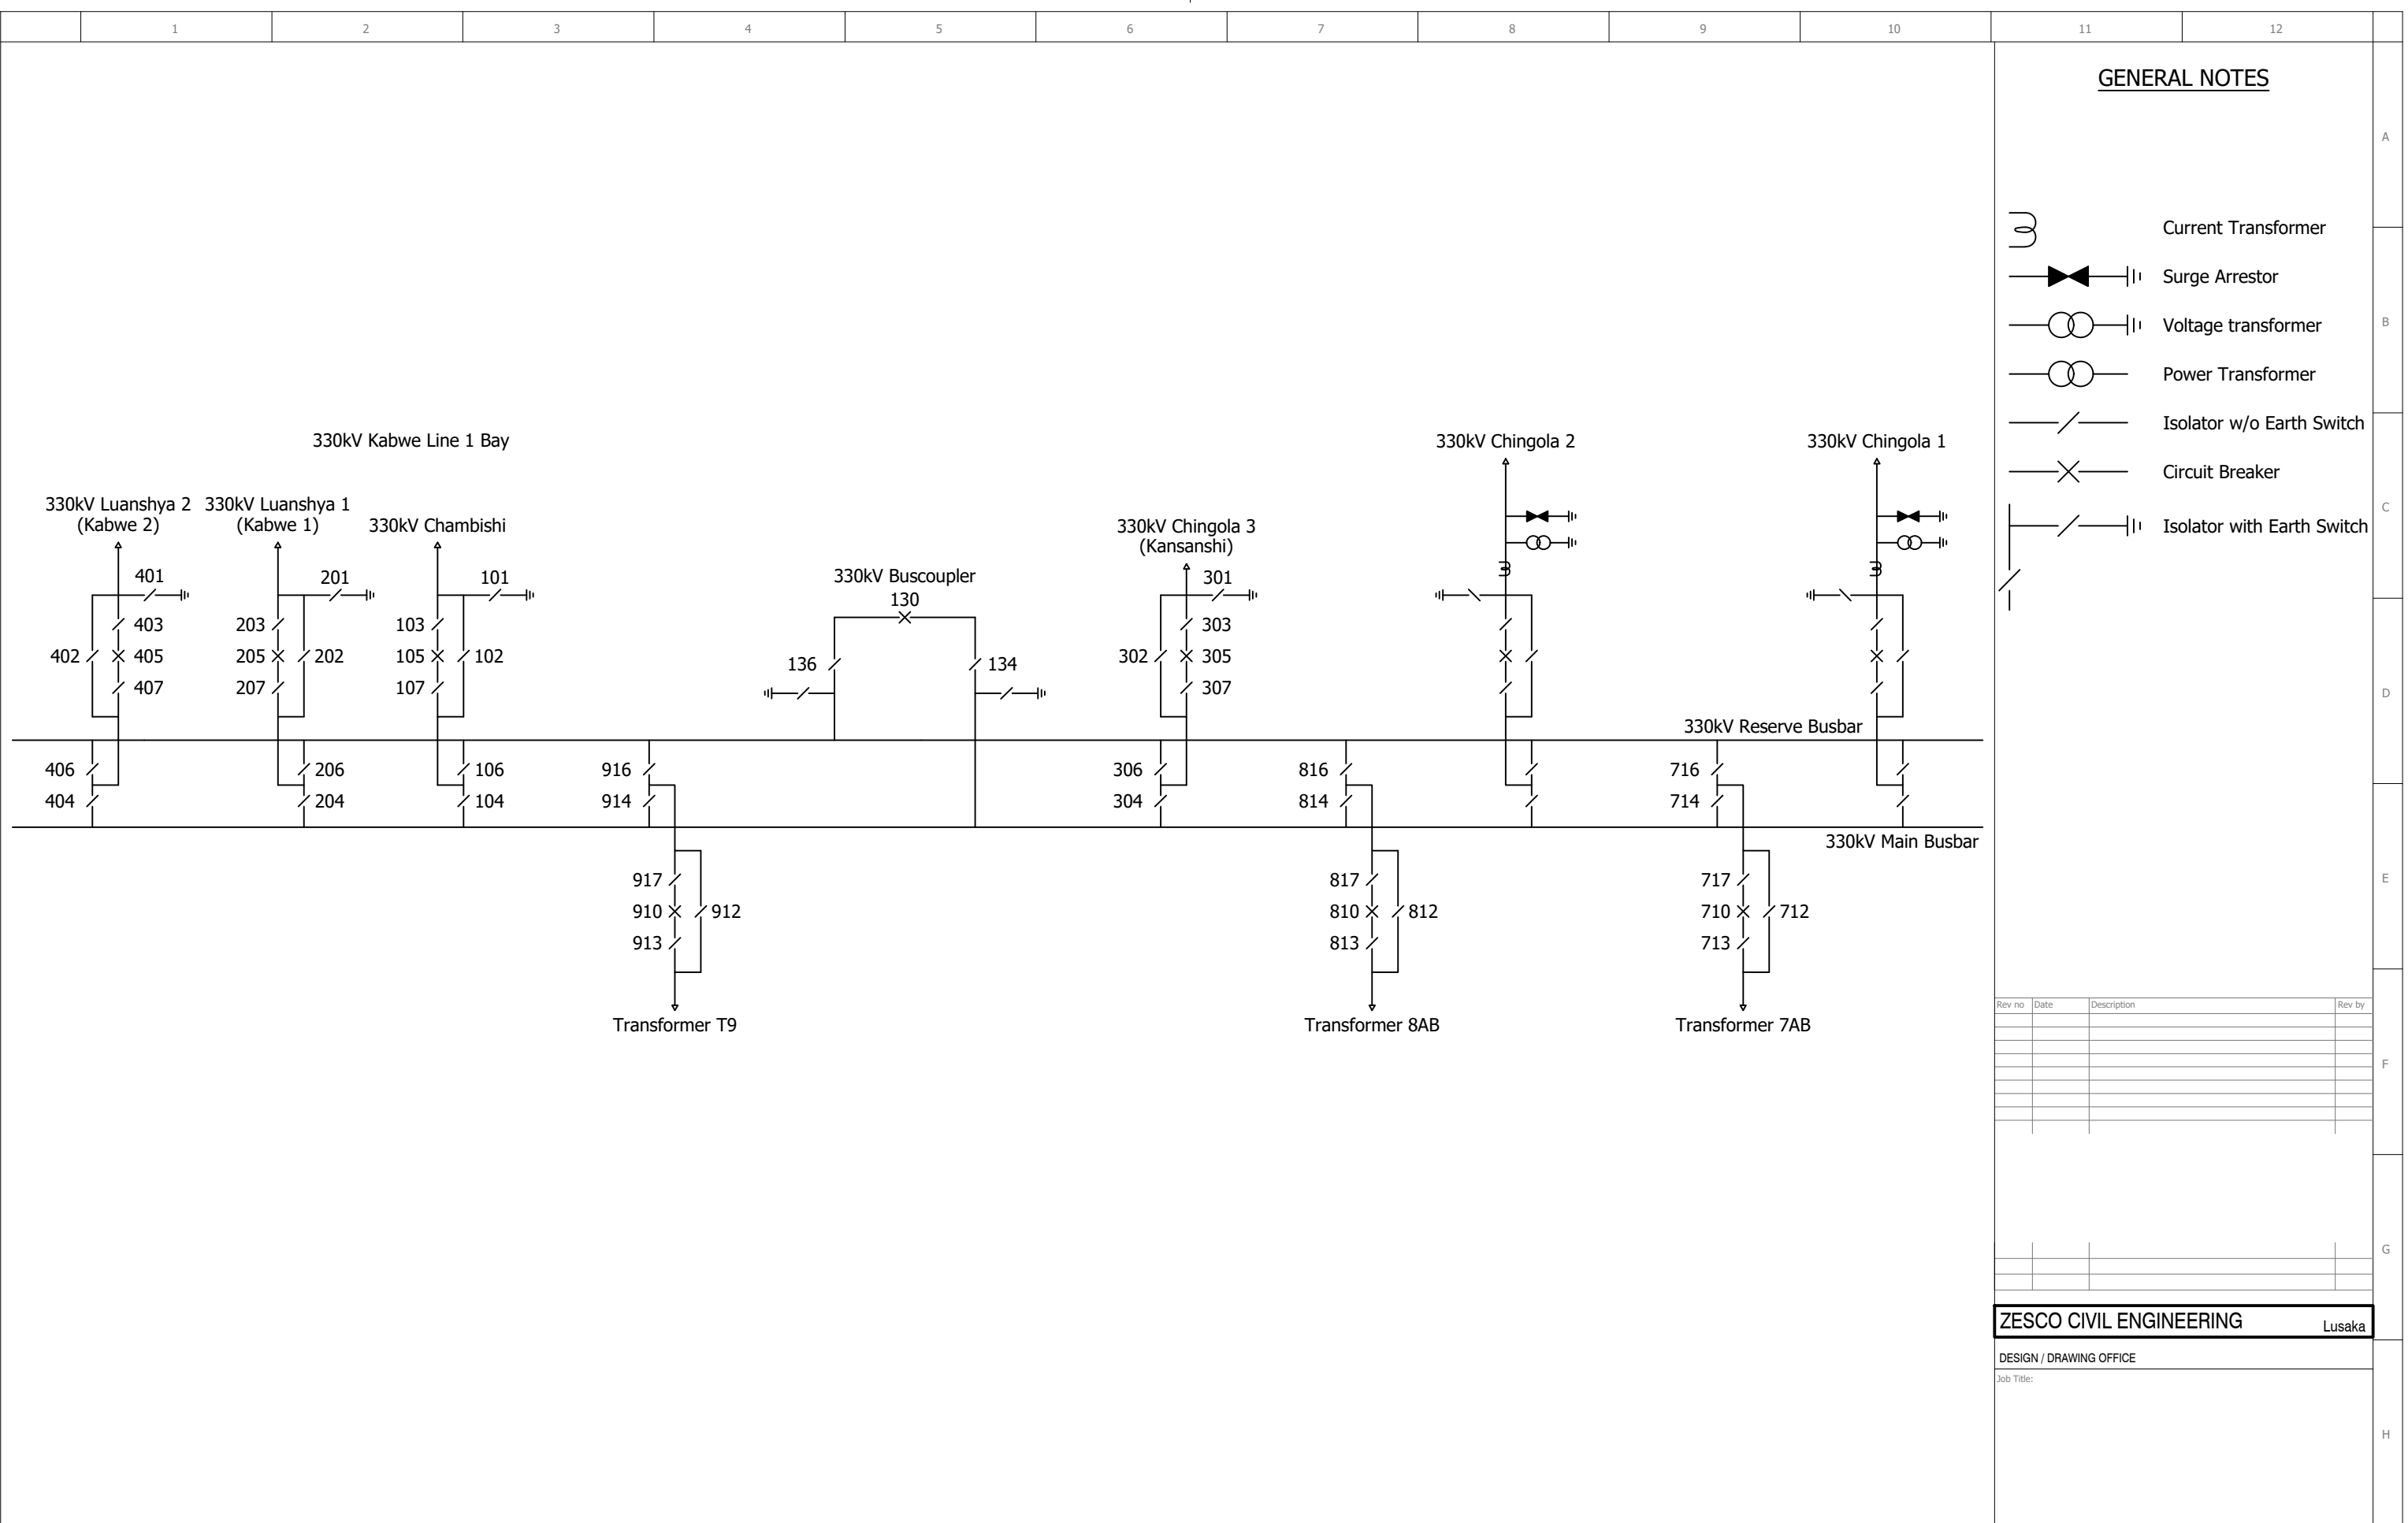 1 2 3 4 5 6 7 8 9 10 11 12
GENERAL NOTES
A
Current Transformer
Surge Arrestor
Voltage transformer
B
Power Transformer
Isolator w/o Earth Switch
Circuit Breaker
C
Isolator with Earth Switch
330kV Kabwe Line 1 Bay
330kV Chingola 2
330kV Chingola 1
330kV Luanshya 2
(Kabwe 2)
330kV Luanshya 1
(Kabwe 1)
330kV Chambishi
330kV Chingola 3
(Kansanshi)
330kV Buscoupler
130
401
403
402
405
407
201
203
205
202
207
101
103
105
102
107
136
134
301
303
302
305
307
D
330kV Reserve Busbar
406
404
206
204
106
104
916
914
306
304
816
814
716
714
330kV Main Busbar
E
917
910
912
913
817
810
812
813
717
710
712
713
Transformer T9
Transformer 8AB
Transformer 7AB
Rev no Date Description Rev by
F
G
ZESCO CIVIL ENGINEERING Lusaka
DESIGN / DRAWING OFFICE
Job Title:
H